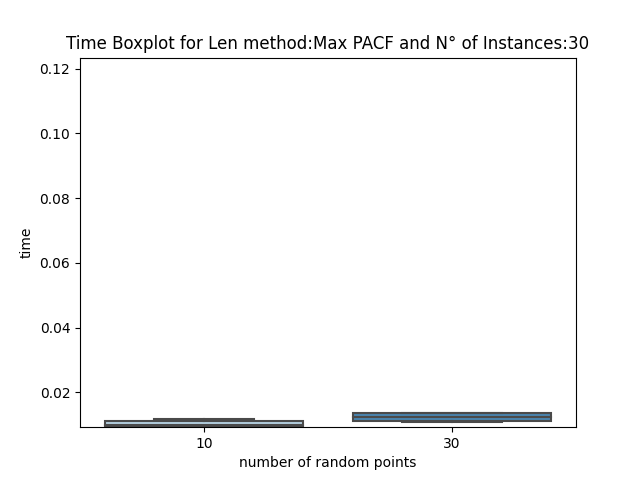 Time Boxplot for Len method:Max PACF and N° of Instances:30
0.12
0.10
0.08
0.06
0.04
0.02
time
10 30
number of random points